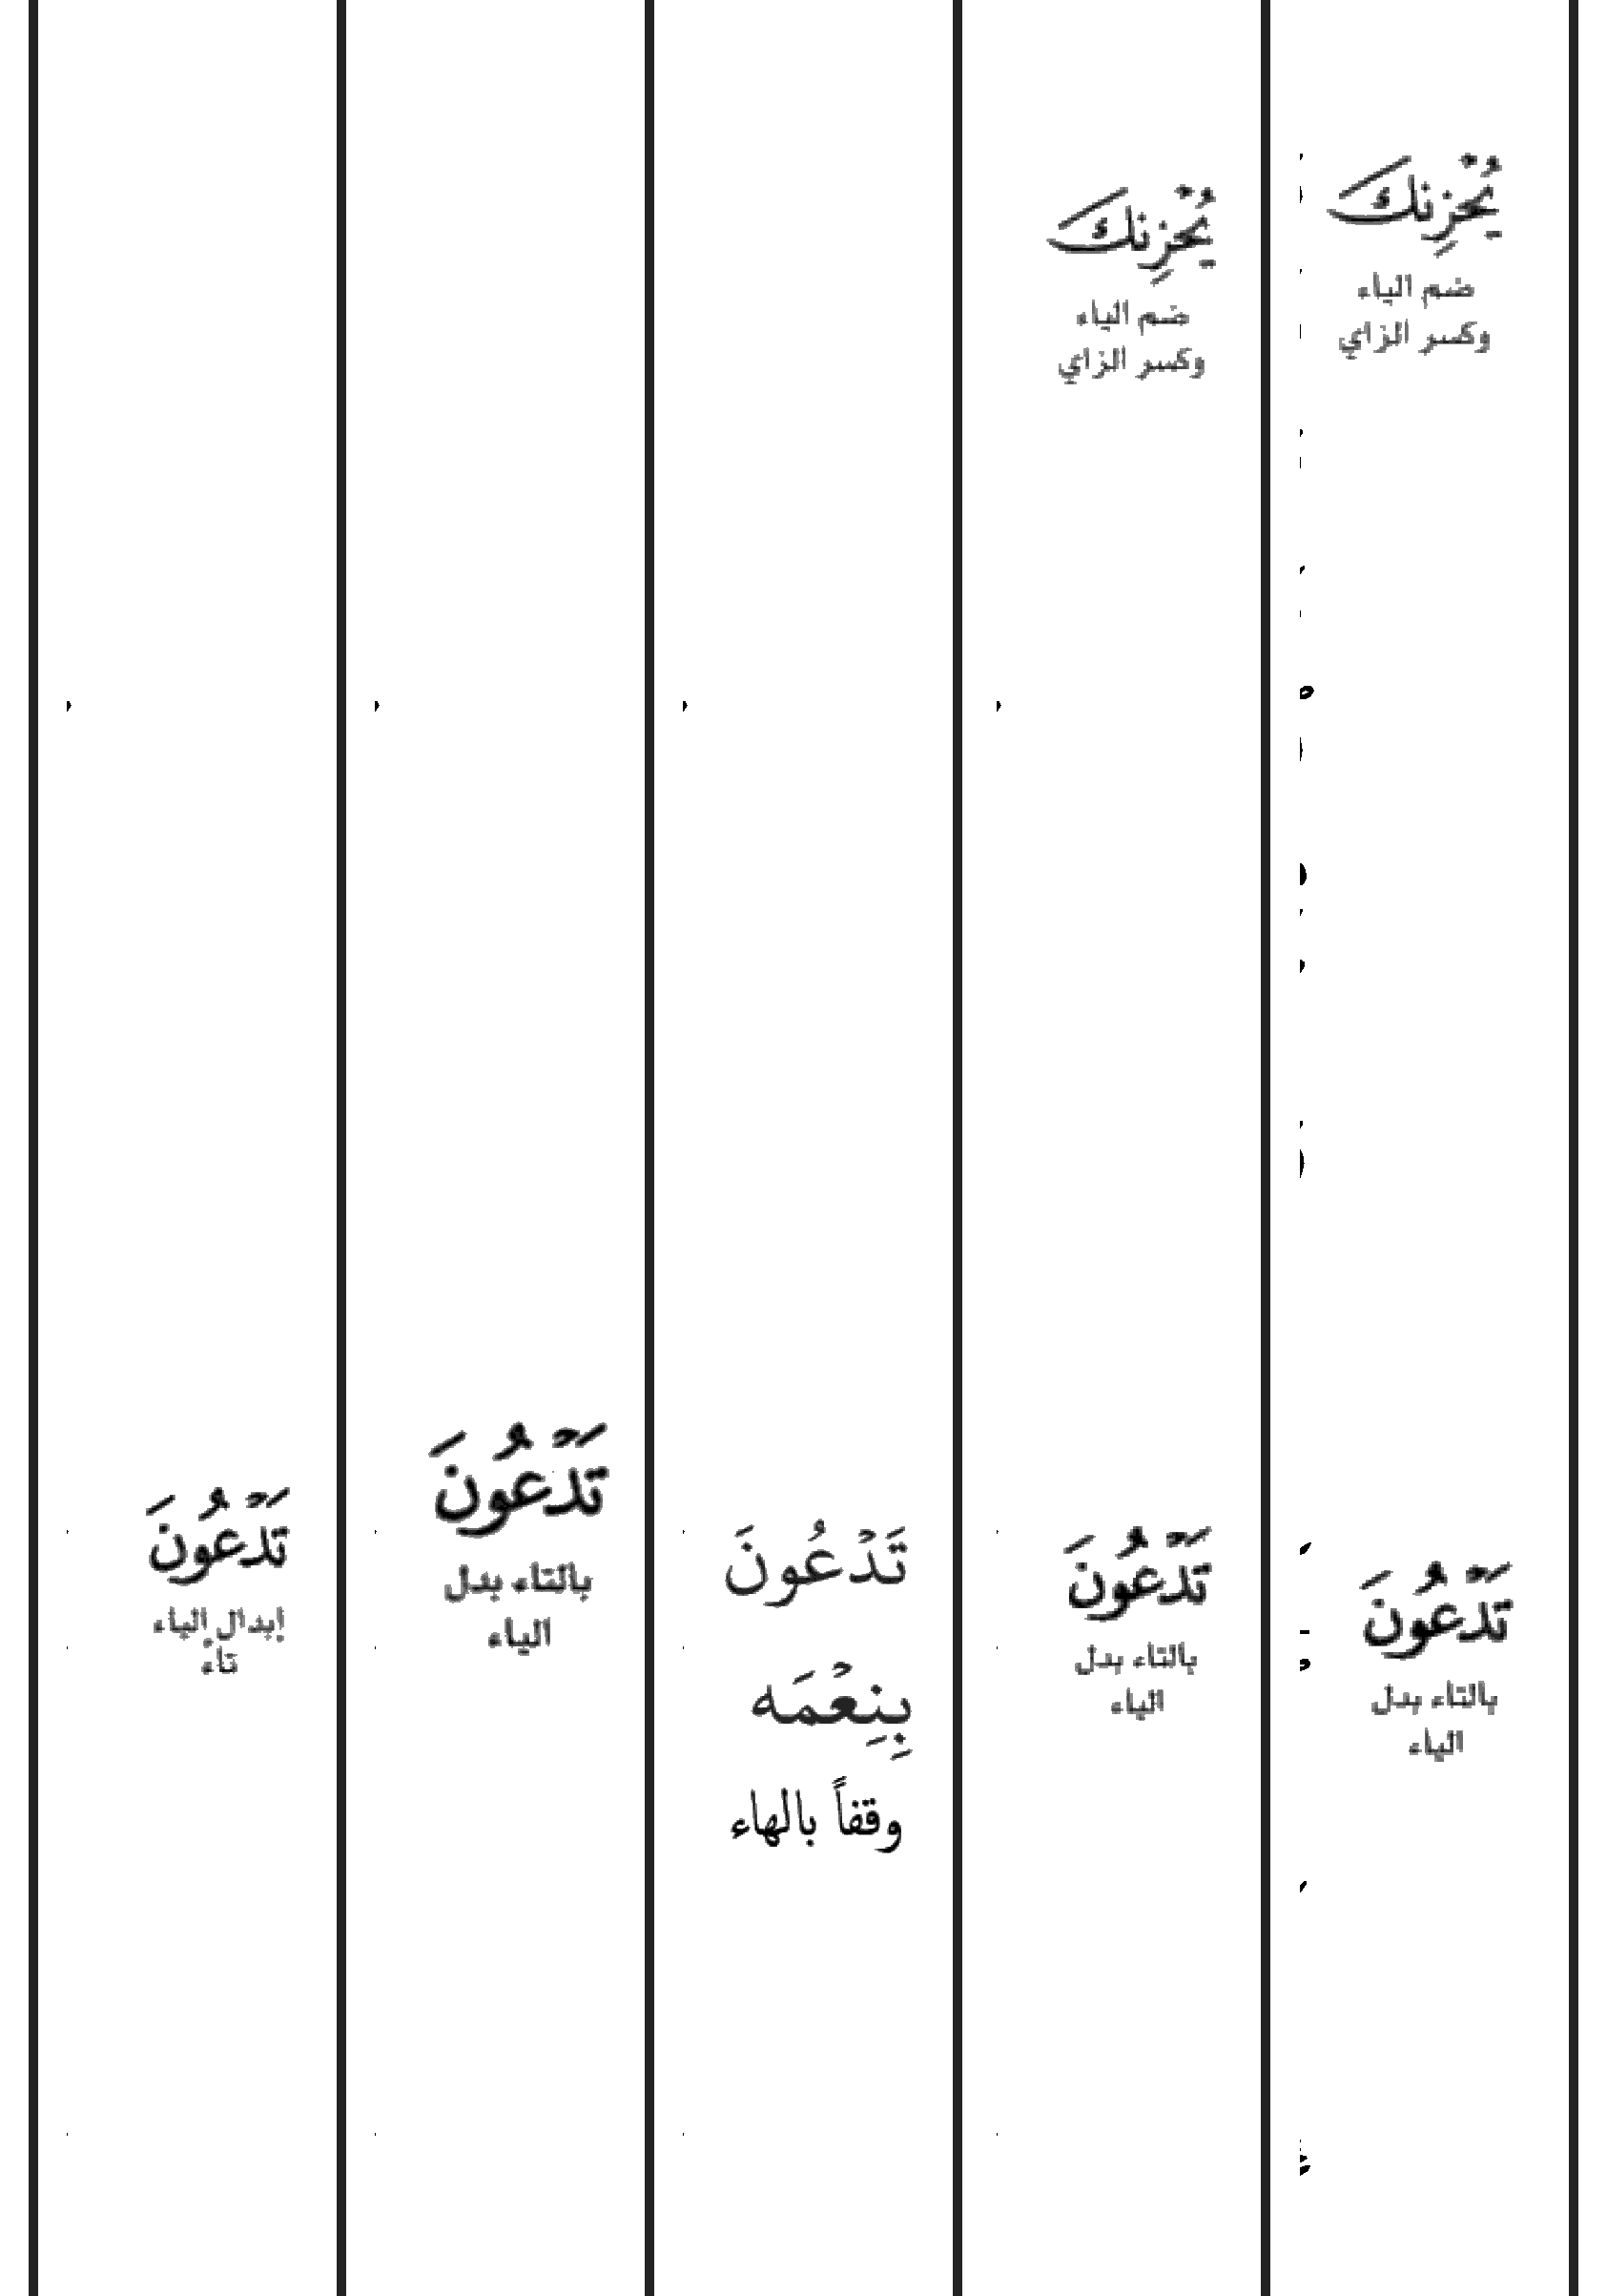 يُحْزِنكَ
ضم الياء
وكسر الزاي
تَدْعُونَ
بالتاء بدل
الياء
يُحْزِنكَ
ضم الياء
وكسر الزاي
تَدْعُونَ
بالتاء بدل
الياء
تَدْعُونَ
بِنِعْمَه
وقفاً بالهاء
تَدْعُونَ
بالتاء بدل
الياء
تَدْعُونَ
إبدال الياء
تاءً